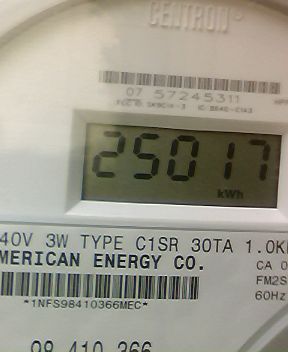 CENTRON®
07 57245311
25017
kWh
40V 3W TYPE C1SR 30TA 1.0K
MERICAN ENERGY CO.
CA 0
FM2S
60Hz
*1NFS98410366MEC*
98 410 366